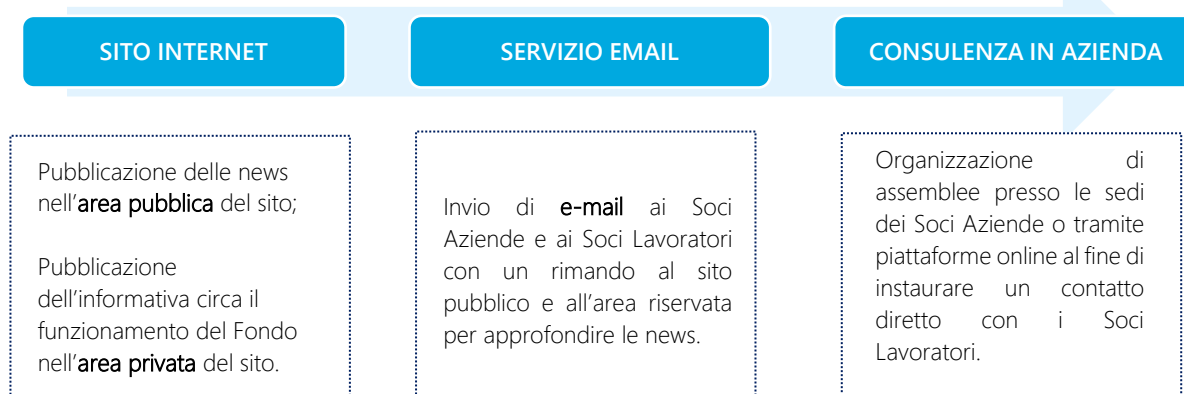 SITO INTERNET
SERVIZIO EMAIL
CONSULENZA IN AZIENDA
Pubblicazione delle news
nell'area pubblica del sito;
Pubblicazione
dell'informativa circa il
funzionamento del Fondo
nell'area privata del sito.
Invio di e-mail ai Soci
Aziende e ai Soci Lavoratori
con un rimando al sito
pubblico e all'area riservata
per approfondire le news.
Organizzazione di
assemblee presso le sedi
dei Soci Aziende o tramite
piattaforme online al fine di
instaurare un contatto
diretto con i Soci
Lavoratori.